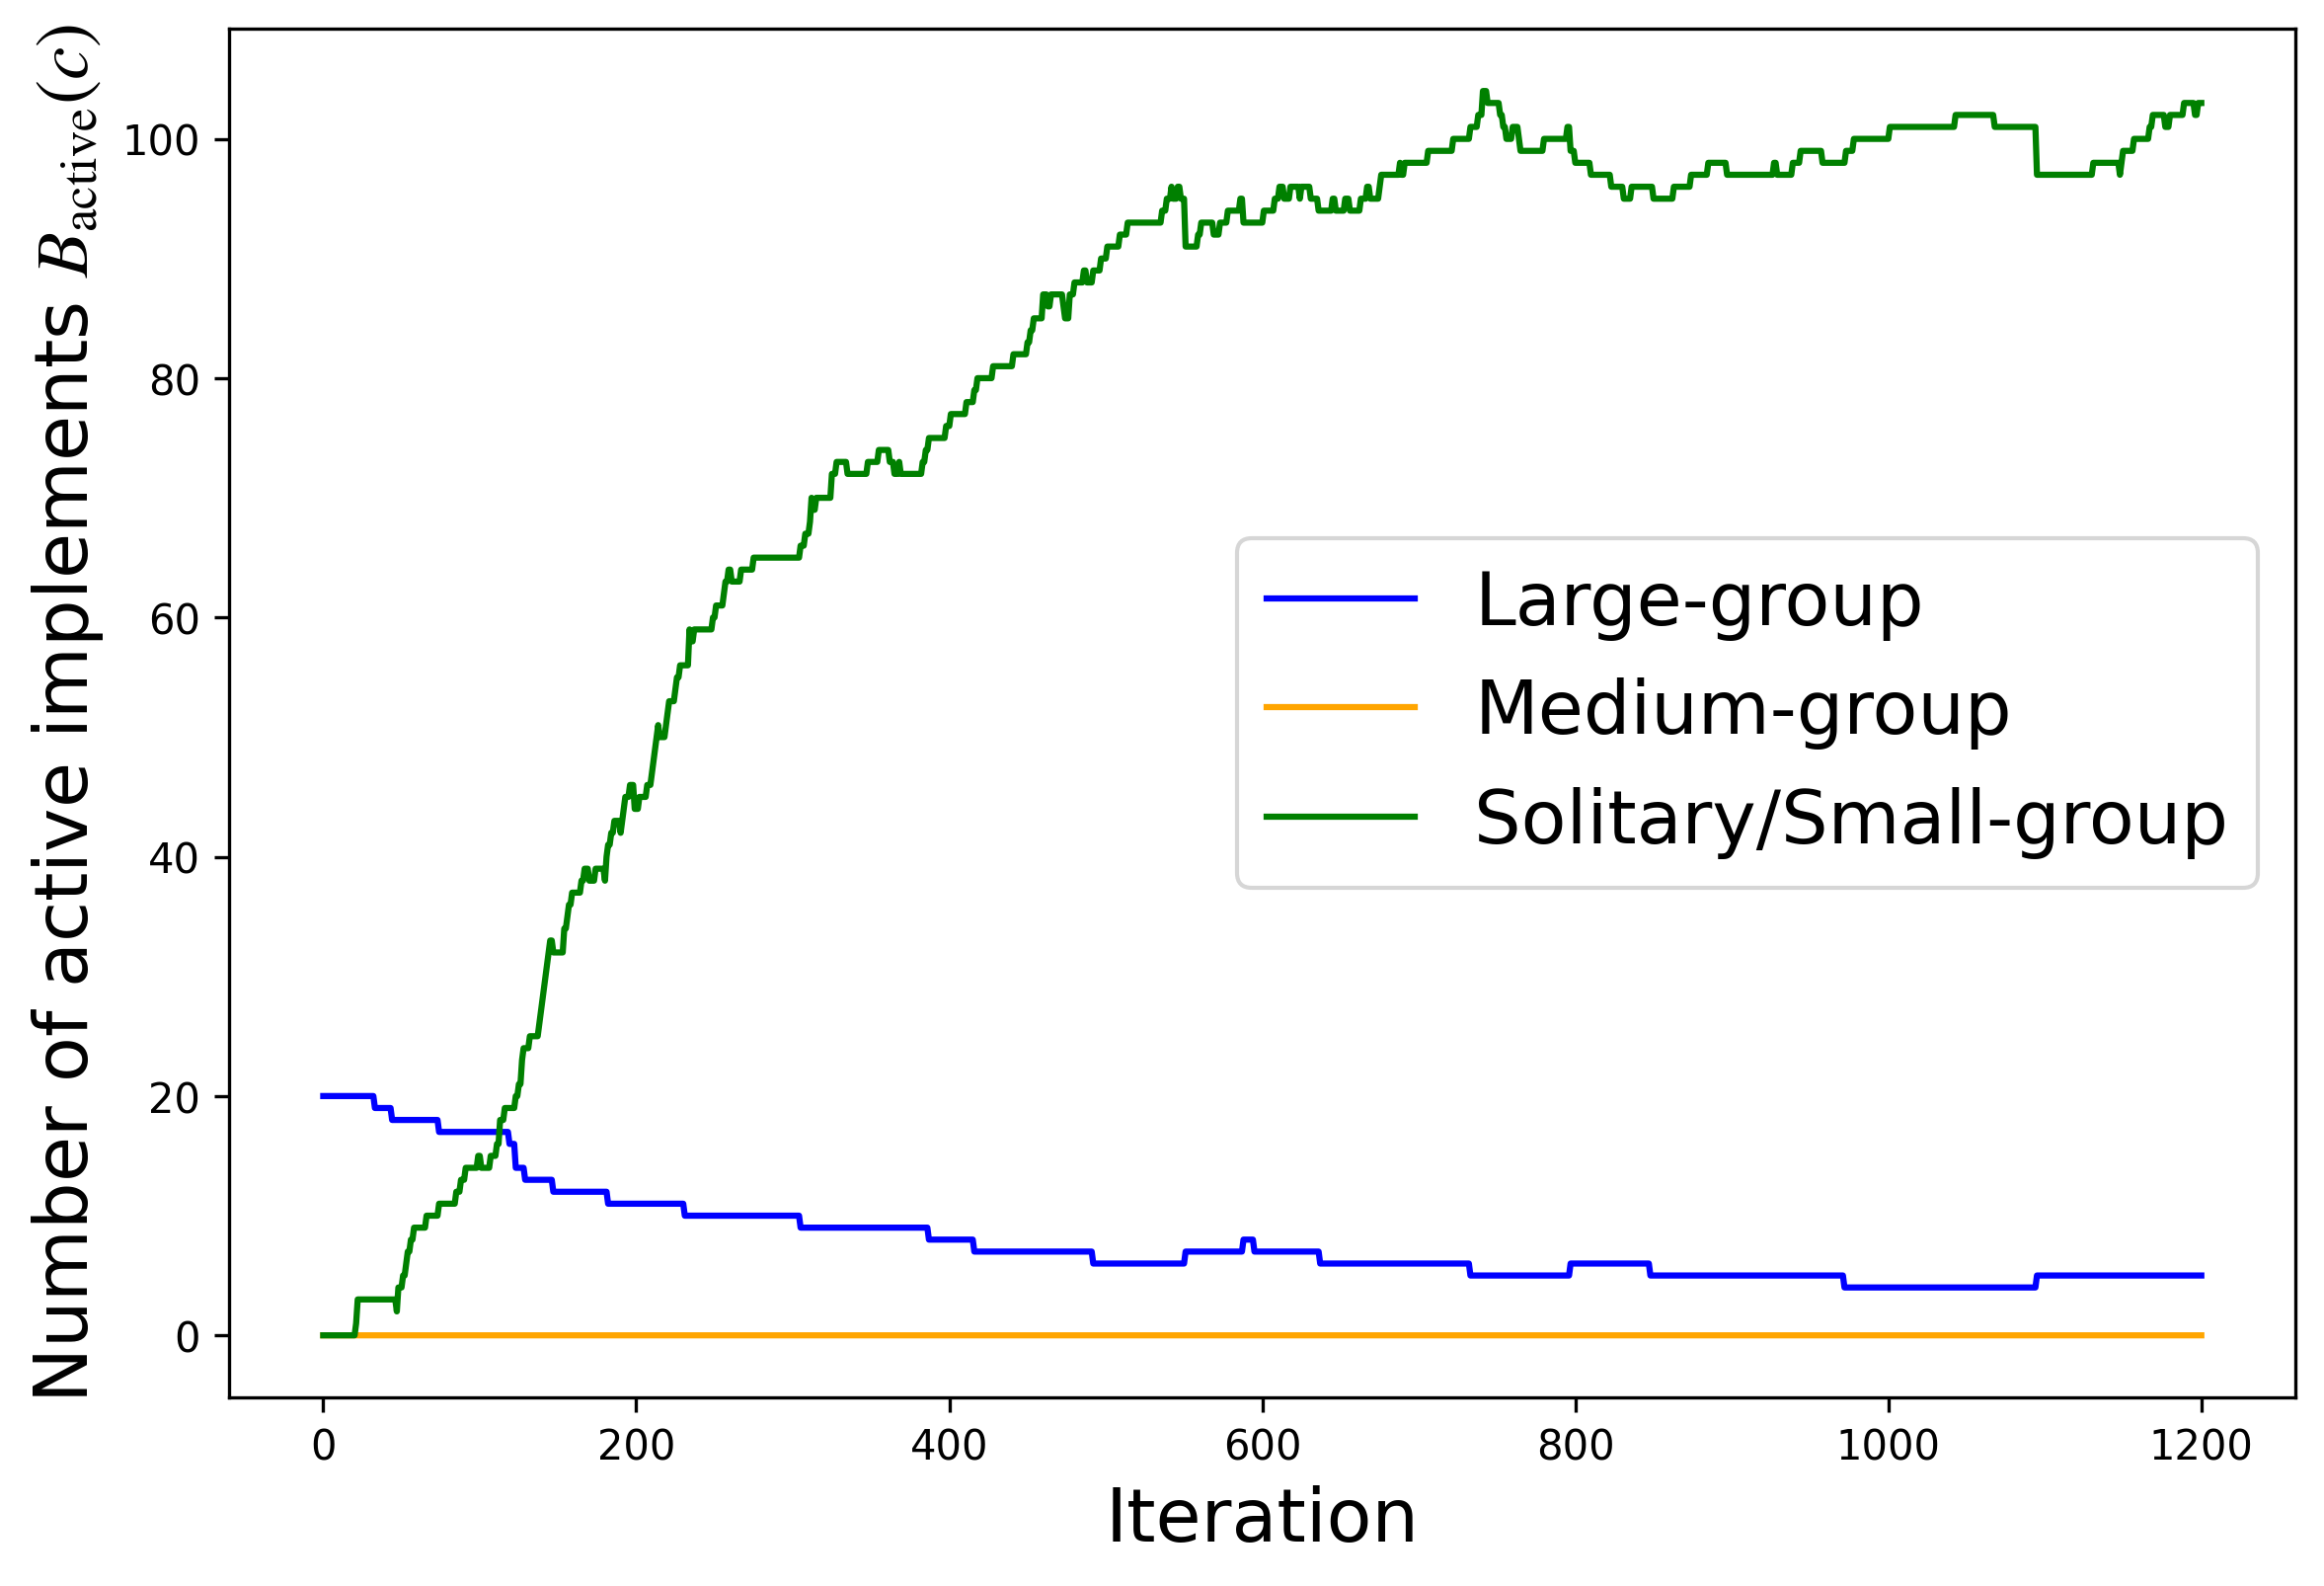 Number of active implements B_active(c)
100
80
60
40
20
0
Large-group
Medium-group
Solitary/Small-group
0 200 400 600 800 1000 1200
Iteration